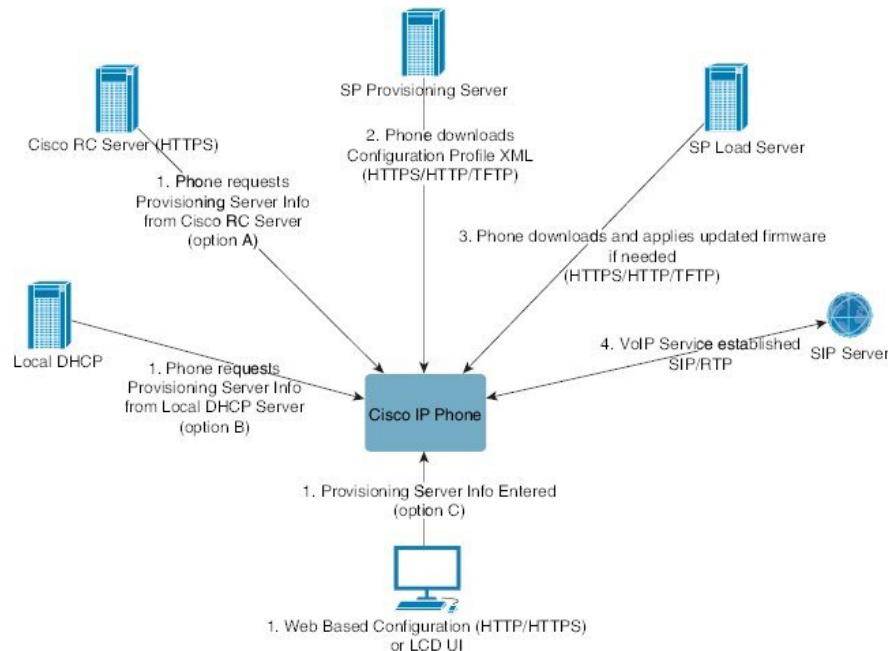 SP Provisioning Server
Cisco RC Server (HTTPS)
SP Load Server
2. Phone downloads
Configuration Profile XML
(HTTPS/HTTP/TFTP)
1. Phone requests
Provisioning Server Info
from Cisco RC Server
(option A)
3. Phone downloads and applies updated firmware
if needed
(HTTPS/HTTP/TFTP)
Local DHCP
1. Phone requests
Provisioning Server Info
from Local DHCP Server
(option B)
4. VoIP Service established
SIP/RTP
SIP Server
Cisco IP Phone
1. Provisioning Server Info Entered
(option C)
1. Web Based Configuration (HTTP/HTTPS)
or LCD UI